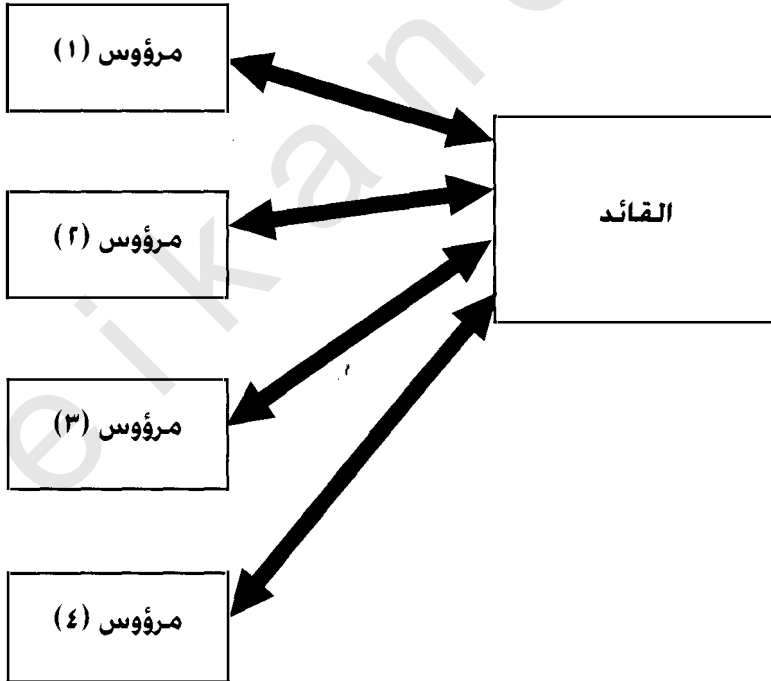 مرؤوس (١)
القائد
مرؤوس (٢)
مرؤوس (٣)
مرؤوس (٤)
e i k a n